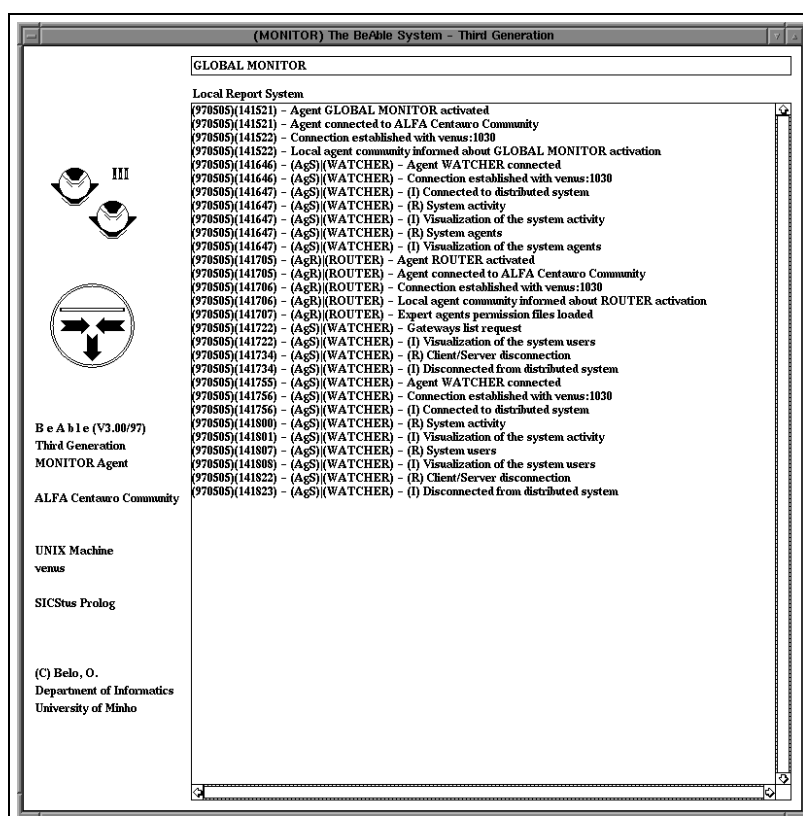 (MONITOR) The BeAble System - Third Generation
GLOBAL MONITOR
Local Report System
(970505)(141521) - Agent GLOBAL MONITOR activated
(970505)(141521) - Agent connected to ALFA Centauro Community
(970505)(141522) - Connection established with venus:1030
(970505)(141522) - Local agent community informed about GLOBAL MONITOR activation
(970505)(141646) - (AgS)|(WATCHER) - Agent WATCHER connected
(970505)(141646) - (AgS)|(WATCHER) - Connection established with venus:1030
(970505)(141647) - (AgS)|(WATCHER) - (I) Connected to distributed system
(970505)(141647) - (AgS)|(WATCHER) - (R) System activity
(970505)(141647) - (AgS)|(WATCHER) - (I) Visualization of the system activity
(970505)(141647) - (AgS)|(WATCHER) - (R) System agents
(970505)(141647) - (AgS)|(WATCHER) - (I) Visualization of the system agents
(970505)(141705) - (AgR)|(ROUTER) - Agent ROUTER activated
(970505)(141705) - (AgR)|(ROUTER) - Agent connected to ALFA Centauro Community
(970505)(141706) - (AgR)|(ROUTER) - Connection established with venus:1030
(970505)(141706) - (AgR)|(ROUTER) - Local agent community informed about ROUTER activation
(970505)(141707) - (AgR)|(ROUTER) - Expert agents permission files loaded
(970505)(141722) - (AgS)|(WATCHER) - Gateways list request
(970505)(141722) - (AgS)|(WATCHER) - (I) Visualization of the system users
(970505)(141734) - (AgS)|(WATCHER) - (R) Client/Server disconnection
(970505)(141734) - (AgS)|(WATCHER) - (I) Disconnected from distributed system
(970505)(141755) - (AgS)|(WATCHER) - Agent WATCHER connected
(970505)(141756) - (AgS)|(WATCHER) - Connection established with venus:1030
(970505)(141756) - (AgS)|(WATCHER) - (I) Connected to distributed system
(970505)(141800) - (AgS)|(WATCHER) - (R) System activity
(970505)(141801) - (AgS)|(WATCHER) - (I) Visualization of the system activity
(970505)(141807) - (AgS)|(WATCHER) - (R) System users
(970505)(141808) - (AgS)|(WATCHER) - (I) Visualization of the system users
(970505)(141822) - (AgS)|(WATCHER) - (R) Client/Server disconnection
(970505)(141823) - (AgS)|(WATCHER) - (I) Disconnected from distributed system
III
B e A b l e (V3.00/97)
Third Generation
MONITOR Agent
ALFA Centauro Community
UNIX Machine
venus
SICStus Prolog
(C) Belo, O.
Department of Informatics
University of Minho